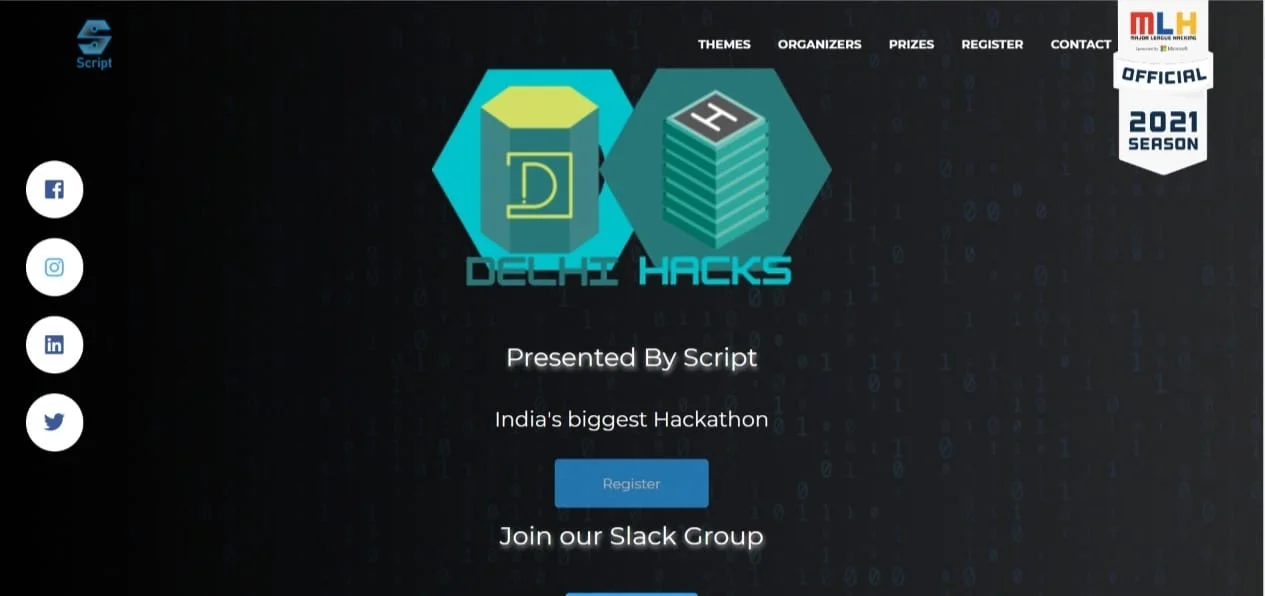 Script
THEMES ORGANIZERS PRIZES REGISTER CONTACT
MLH
MAJOR LEAGUE HACKING
Microsoft
OFFICIAL
2021
SEASON
D
H
DELHI HACKS
Presented By Script
India's biggest Hackathon
Register
Join our Slack Group